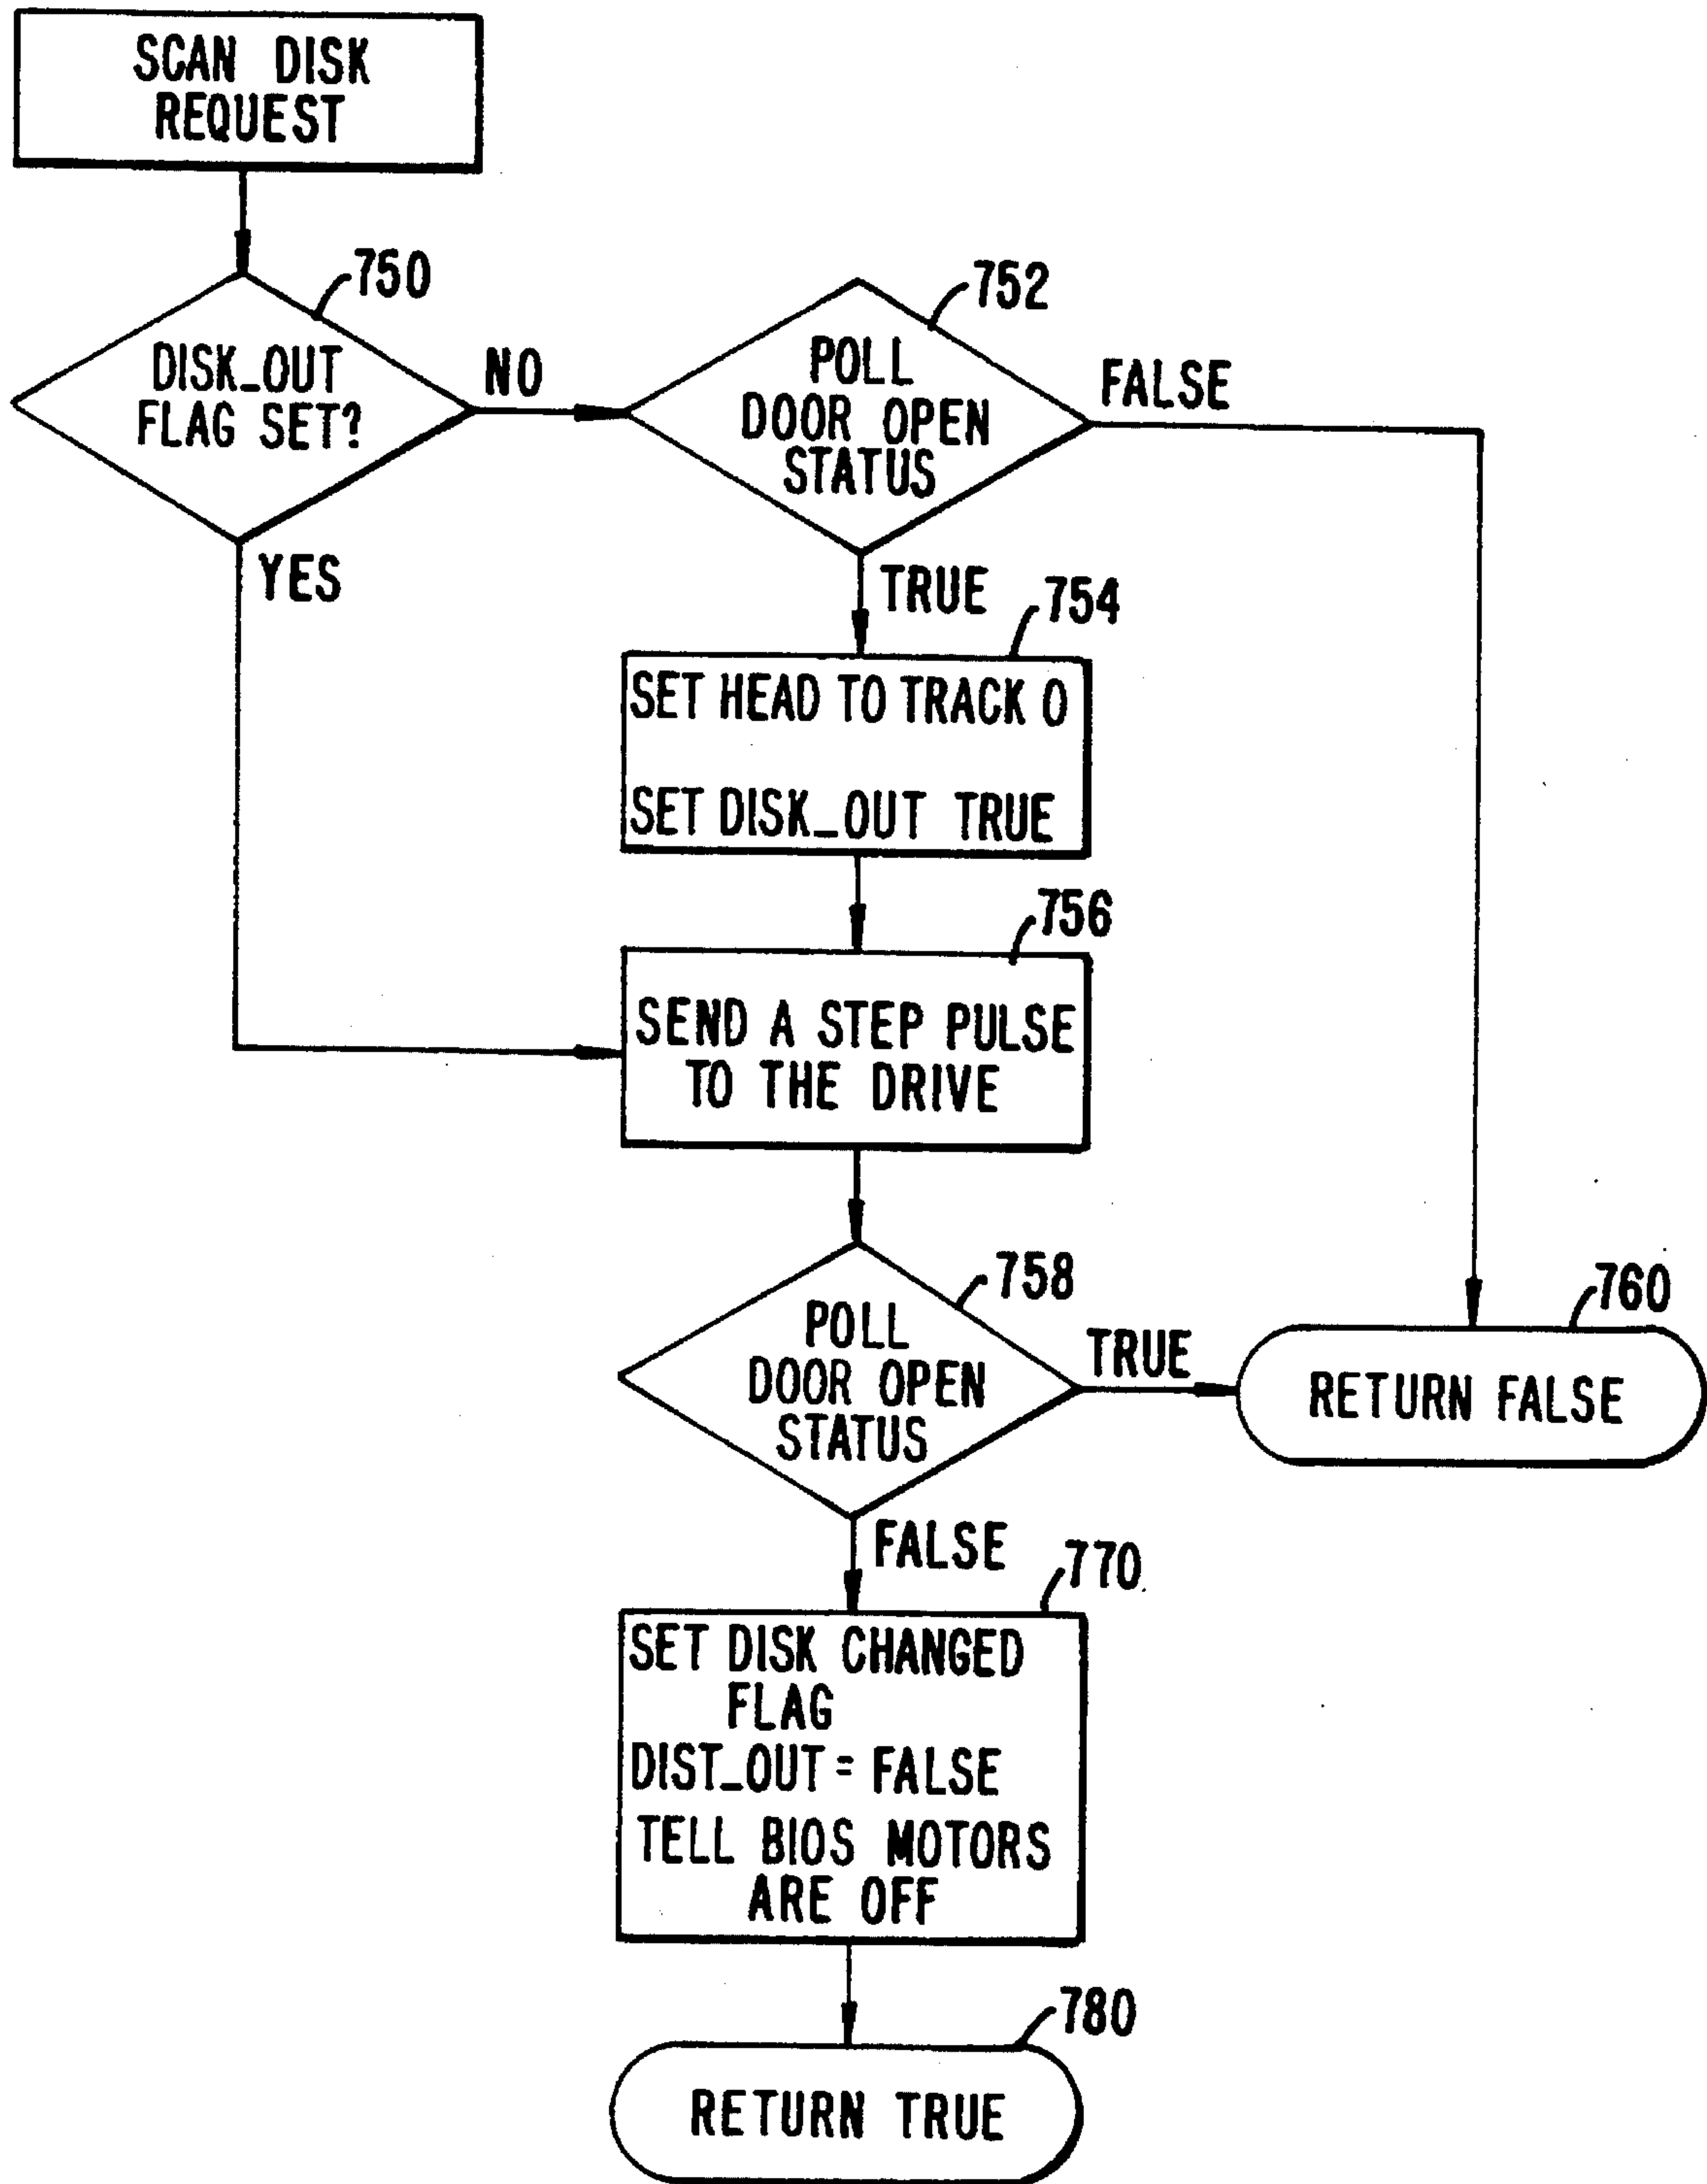 SCAN DISK
REQUEST
750
DISK_OUT
FLAG SET?
NO
YES
752
POLL
DOOR OPEN
STATUS
FALSE
TRUE
754
SET HEAD TO TRACK 0
SET DISK_OUT TRUE
756
SEND A STEP PULSE
TO THE DRIVE
758
POLL
DOOR OPEN
STATUS
TRUE
760
RETURN FALSE
FALSE
770
SET DISK CHANGED
FLAG
DIST_OUT = FALSE
TELL BIOS MOTORS
ARE OFF
780
RETURN TRUE